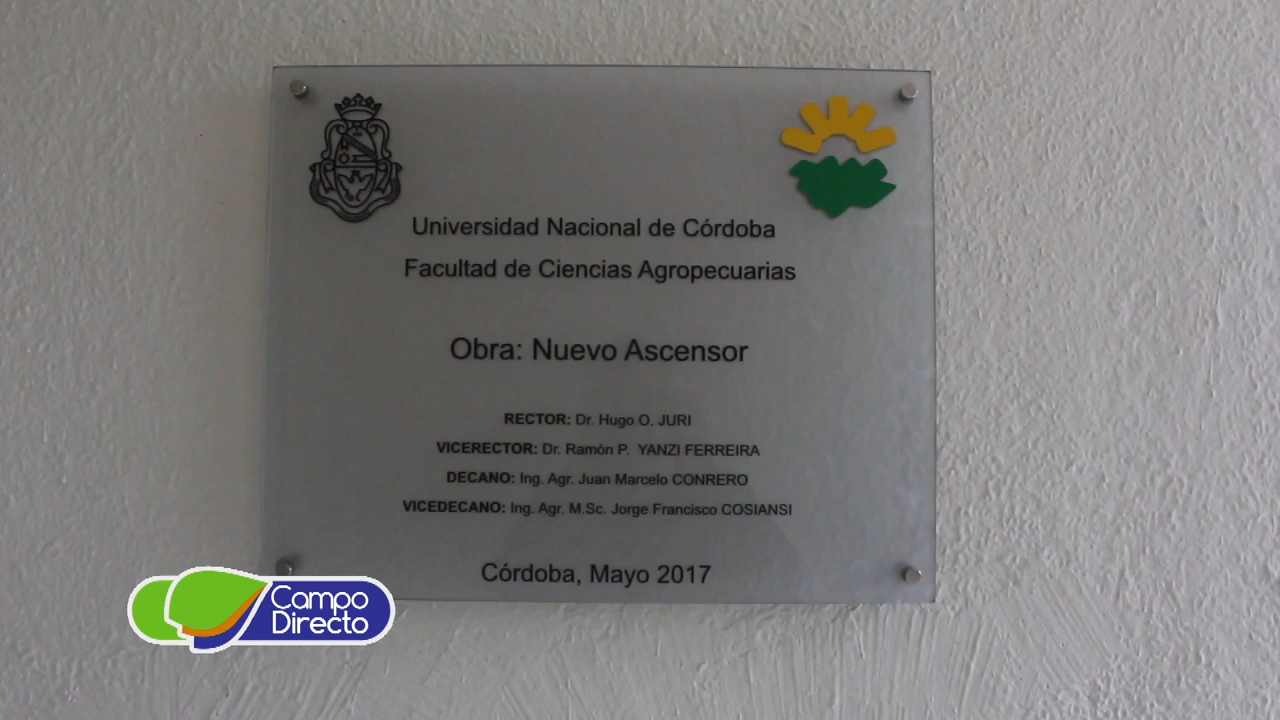 Universidad Nacional de Córdoba
Facultad de Ciencias Agropecuarias
Obra: Nuevo Ascensor
RECTOR: Dr. Hugo O. JURI
VICERECTOR: Dr. Ramón P. YANZI FERREIRA
DECANO: Ing. Agr. Juan Marcelo CONRERO
VICEDECANO: Ing. Agr. M.Sc. Jorge Francisco COSIANSI
Córdoba, Mayo 2017
Campo
Directo